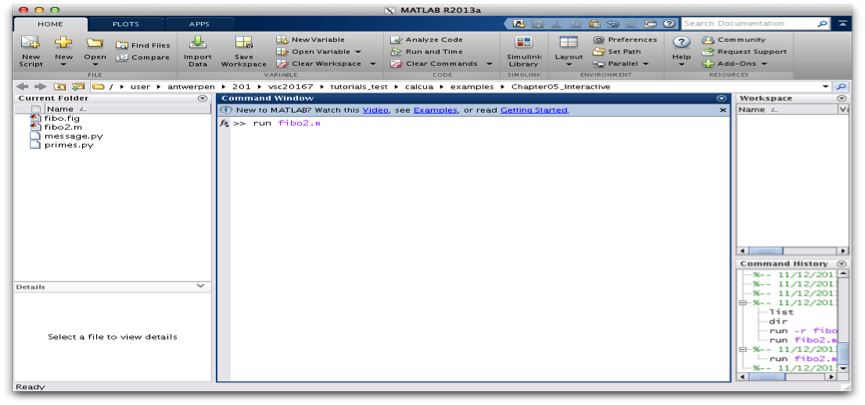 MATLAB R2013a
HOME PLOTS APPS
Search Documentation
New Script
New
Open
Find Files
Compare
FILE
Import Data
Save Workspace
New Variable
Open Variable
Clear Workspace
VARIABLE
Analyze Code
Run and Time
Clear Commands
CODE
Simulink Library
SIMULINK
Layout
Preferences
Set Path
Parallel
ENVIRONMENT
Help
Community
Request Support
Add-Ons
RESOURCES
/ ▸ user ▸ antwerpen ▸ 201 ▸ vsc20167 ▸ tutorials_test ▸ calcua ▸ examples ▸ Chapter05_Interactive
Current Folder
Name
fibo.fig
fibo2.m
message.py
primes.py
Details
Select a file to view details
Command Window
New to MATLAB? Watch this Video, see Examples, or read Getting Started.
fx >> run fibo2.m
Workspace
Name
Command History
%-- 11/12/201
%-- 11/12/201
%-- 11/12/201
%-- 11/12/201
list
dir
run -r fibo
run fibo2.m
%-- 11/12/201
run fibo2.m
%-- 11/12/201
Ready